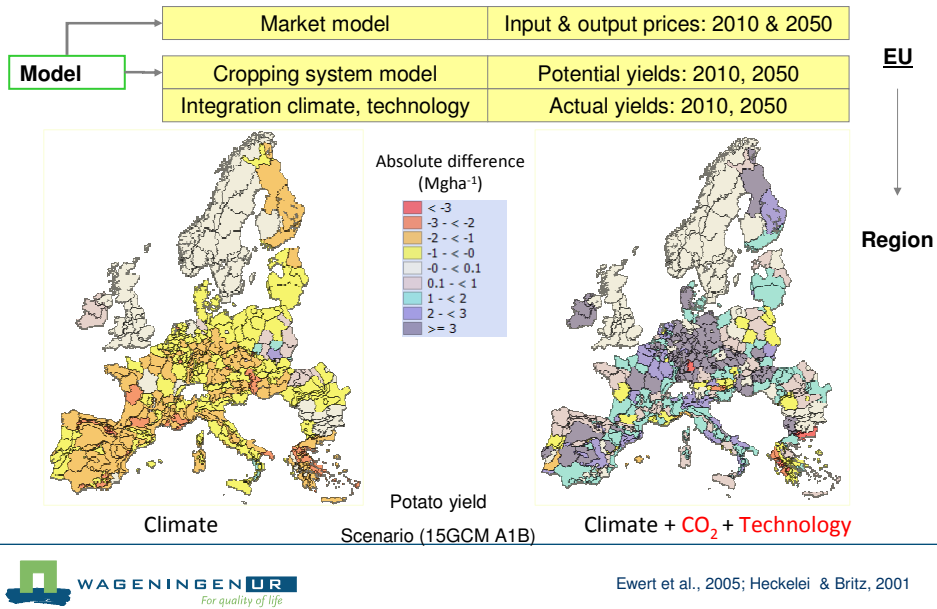 Market model
Input & output prices: 2010 & 2050
EU
Model
Cropping system model
Potential yields: 2010, 2050
Integration climate, technology
Actual yields: 2010, 2050
Absolute difference
(Mgha-1)
< -3
-3 - < -2
-2 - < -1
-1 - < -0
-0 - < 0.1
0.1 - < 1
1 - < 2
2 - < 3
>= 3
Region
Potato yield
Climate
Scenario (15GCM A1B)
Climate + CO2 + Technology
WAGENINGEN UR
For quality of life
Ewert et al., 2005; Heckelei & Britz, 2001